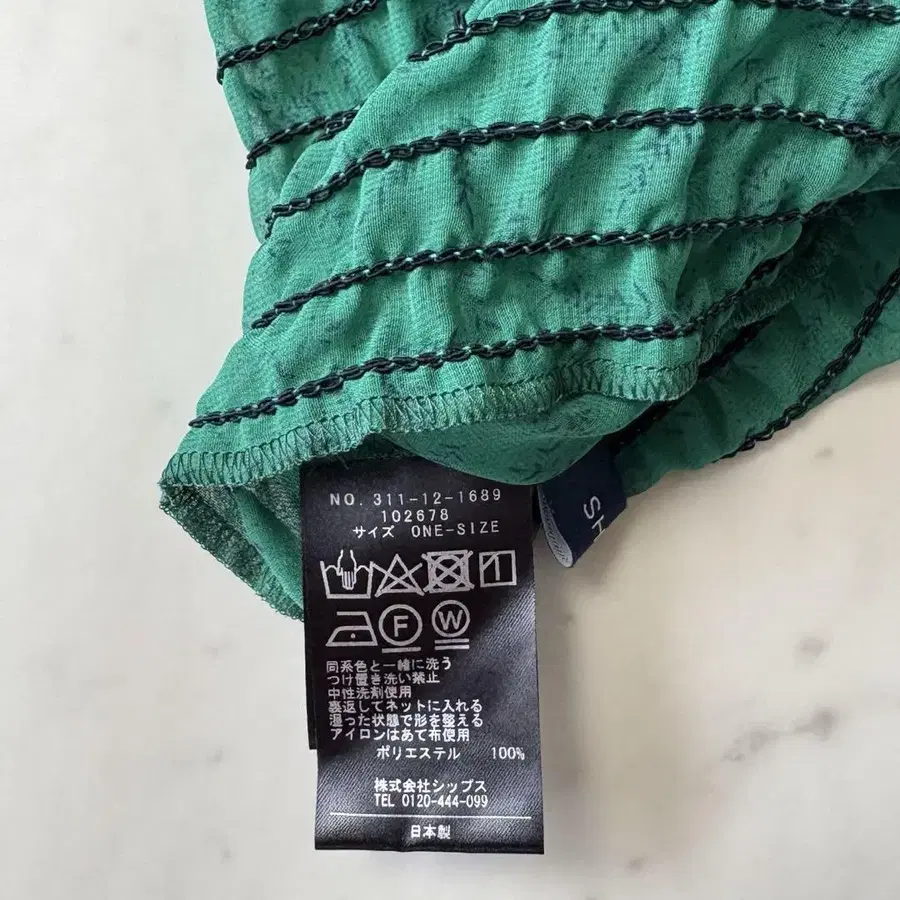 NO. 311-12-1689
102678
サイズ ONE-SIZE
F W
同系色と一緒に洗う
つけ置き洗い禁止
中性洗剤使用
裏返してネットに入れる
湿った状態で形を整える
アイロンはあて布使用
ポリエステル 100%
株式会社シップス
TEL 0120-444-099
日本製
SH